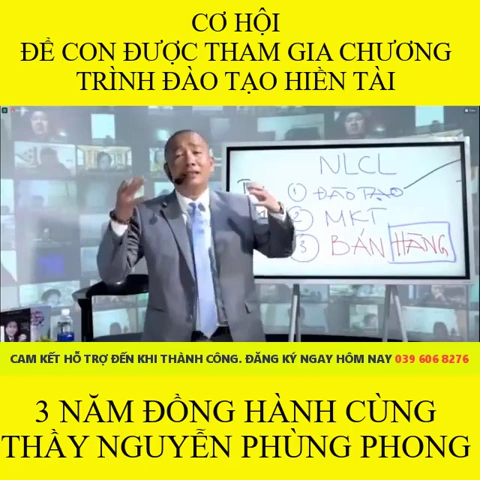 CƠ HỘI
ĐỂ CON ĐƯỢC THAM GIA CHƯƠNG
TRÌNH ĐÀO TẠO HIỀN TÀI
NLCL
1 ĐÀO TẠO
2 MKT
3 BÁN HÀNG
CAM KẾT HỖ TRỢ ĐẾN KHI THÀNH CÔNG. ĐĂNG KÝ NGAY HÔM NAY 039 606 8276
3 NĂM ĐỒNG HÀNH CÙNG
THẦY NGUYỄN PHÙNG PHONG